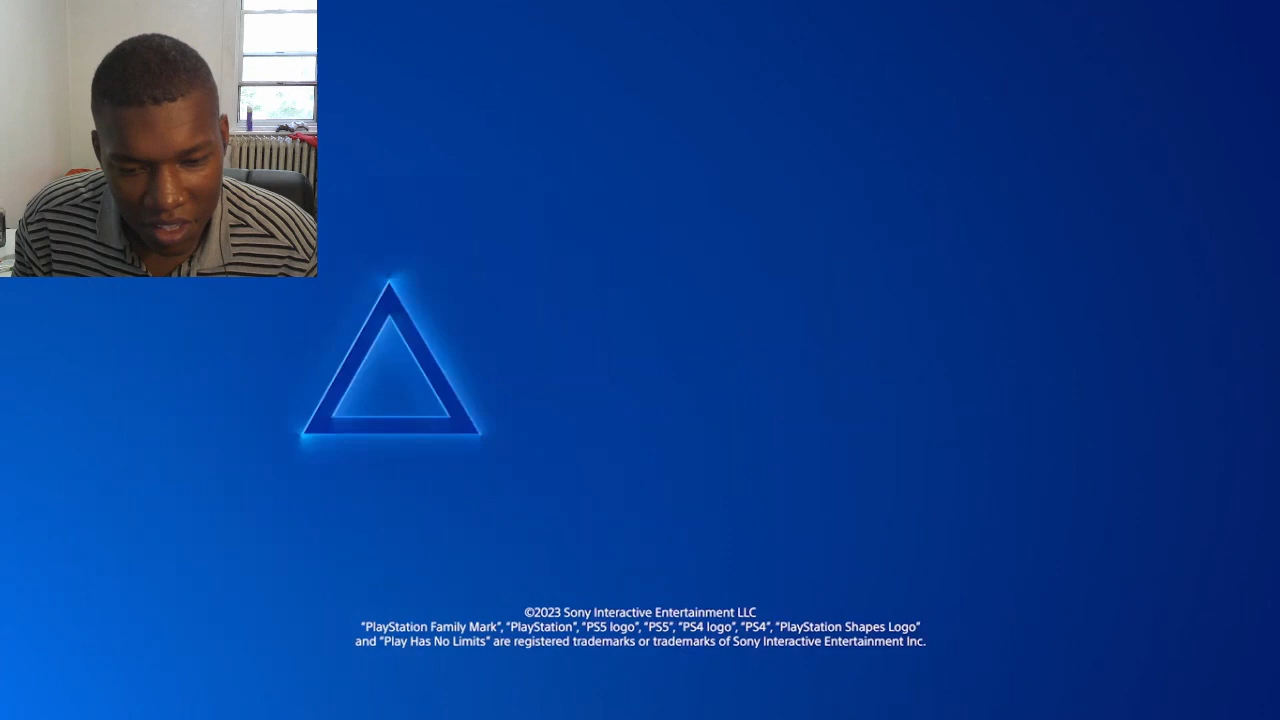 ©2023 Sony Interactive Entertainment LLC
"PlayStation Family Mark", "PlayStation", "PS5 logo", "PS5", "PS4 logo", "PS4", "PlayStation Shapes Logo"
and "Play Has No Limits" are registered trademarks or trademarks of Sony Interactive Entertainment Inc.